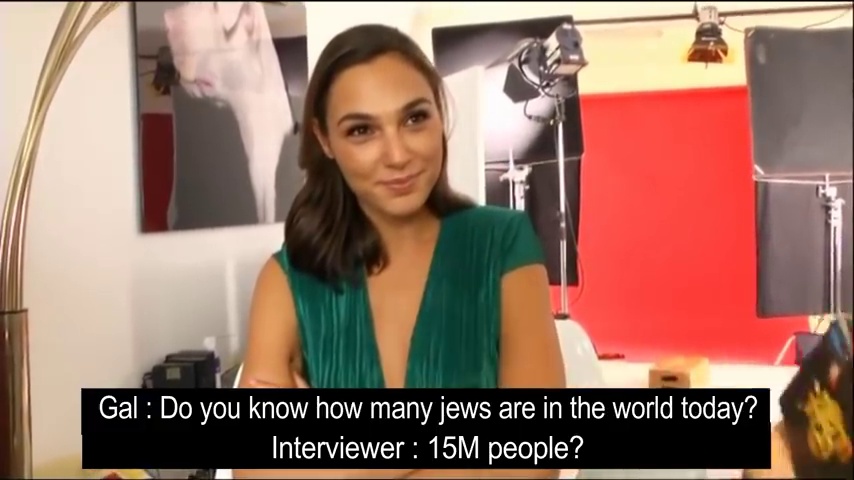 Gal : Do you know how many jews are in the world today?
Interviewer : 15M people?